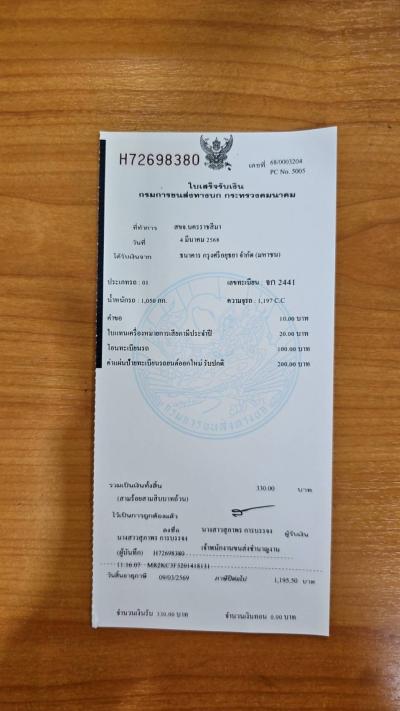 H72698380
เลขที่ 68/0003204
PC No. 5005
ใบเสร็จรับเงิน
กรมการขนส่งทางบก กระทรวงคมนาคม
ที่ทำการ สขจ.นครราชสีมา
วันที่ 4 มีนาคม 2568
ได้รับเงินจาก ธนาคาร กรุงศรีอยุธยา จำกัด (มหาชน)
ประเภทรถ : 01 เลขทะเบียน : จก 2441
น้ำหนักรถ : 1,050 กก. ความจุรถ : 1,197 C.C
ค่าขอ 10.00 บาท
ใบแทนเครื่องหมายการเสียภาษีประจำปี 20.00 บาท
โอนทะเบียนรถ 100.00 บาท
ค่าแผ่นป้ายทะเบียนรถยนต์ออกใหม่ รับปกติ 200.00 บาท
กรมการขนส่งทางบก
รวมเป็นเงินทั้งสิ้น 330.00 บาท
(สามร้อยสามสิบบาทถ้วน)
ไว้เป็นการถูกต้องแล้ว
ลงชื่อ นางสาวสุภาพร การบรรจง ผู้รับเงิน
นางสาวสุภาพร การบรรจง เจ้าพนักงานขนส่งชำนาญงาน
(ผู้บันทึก) H72698380
11:16:07 MR2KC3F3201418131
วันสิ้นอายุภาษี 09/03/2569 ภาษีปีต่อไป 1,195.50 บาท
จำนวนเงินรับ 330.00 บาท จำนวนเงินทอน 0.00 บาท